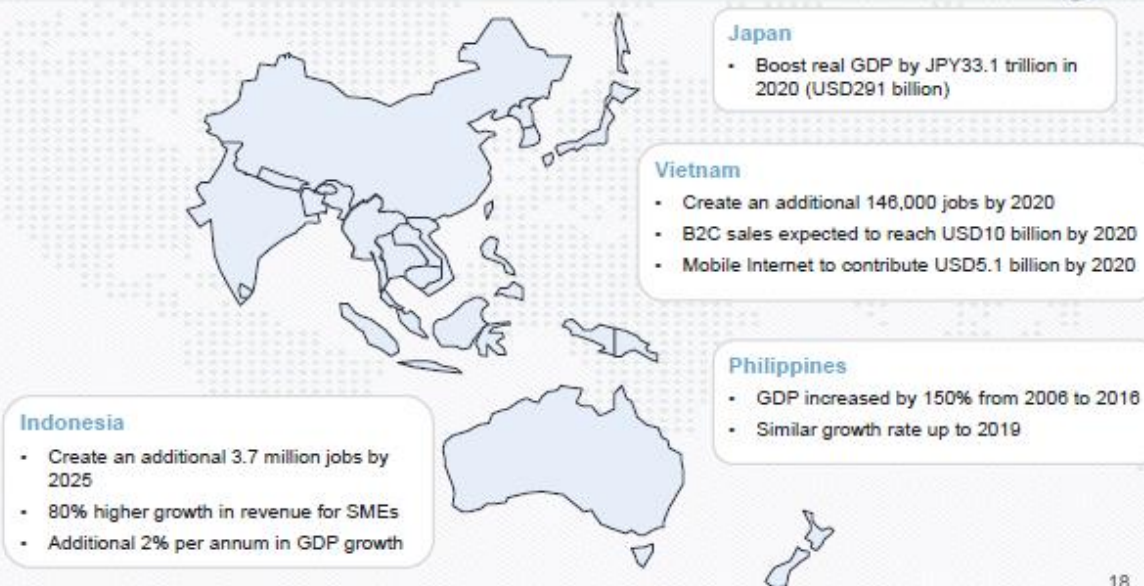 Japan
• Boost real GDP by JPY33.1 trillion in
2020 (USD291 billion)
Vietnam
• Create an additional 146,000 jobs by 2020
• B2C sales expected to reach USD10 billion by 2020
• Mobile Internet to contribute USD5.1 billion by 2020
Philippines
• GDP increased by 150% from 2006 to 2016
• Similar growth rate up to 2019
Indonesia
• Create an additional 3.7 million jobs by
2025
• 80% higher growth in revenue for SMEs
• Additional 2% per annum in GDP growth
18